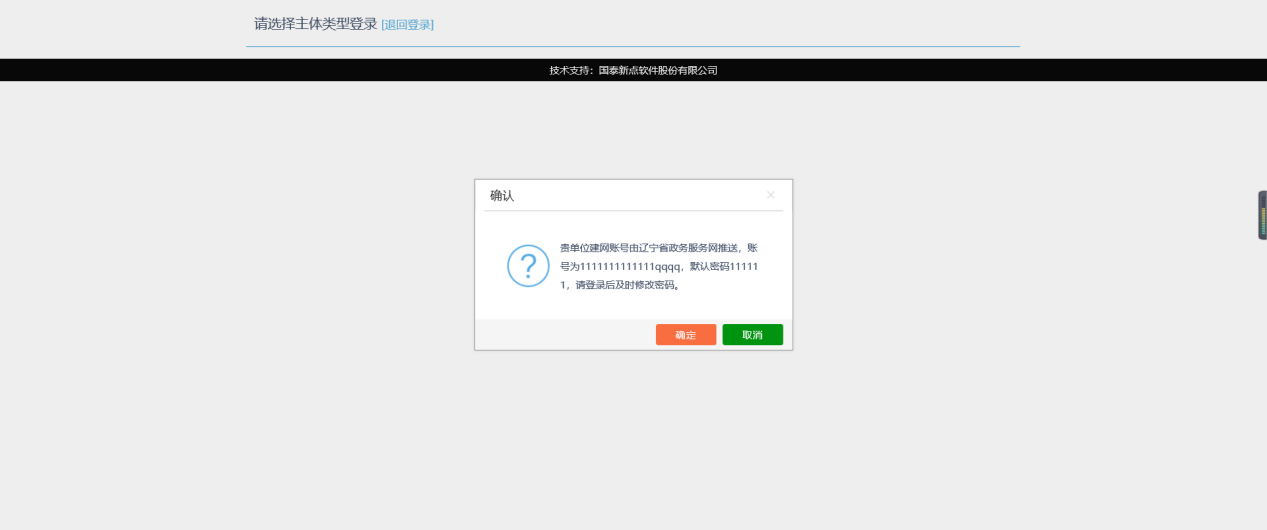 请选择主体类型登录 [退回登录]
技术支持：国泰新点软件股份有限公司
确认
×
贵单位建网账号由辽宁省政务服务网推送，账
号为1111111111111qqqq，默认密码11111
1，请登录后及时修改密码。
确定 取消